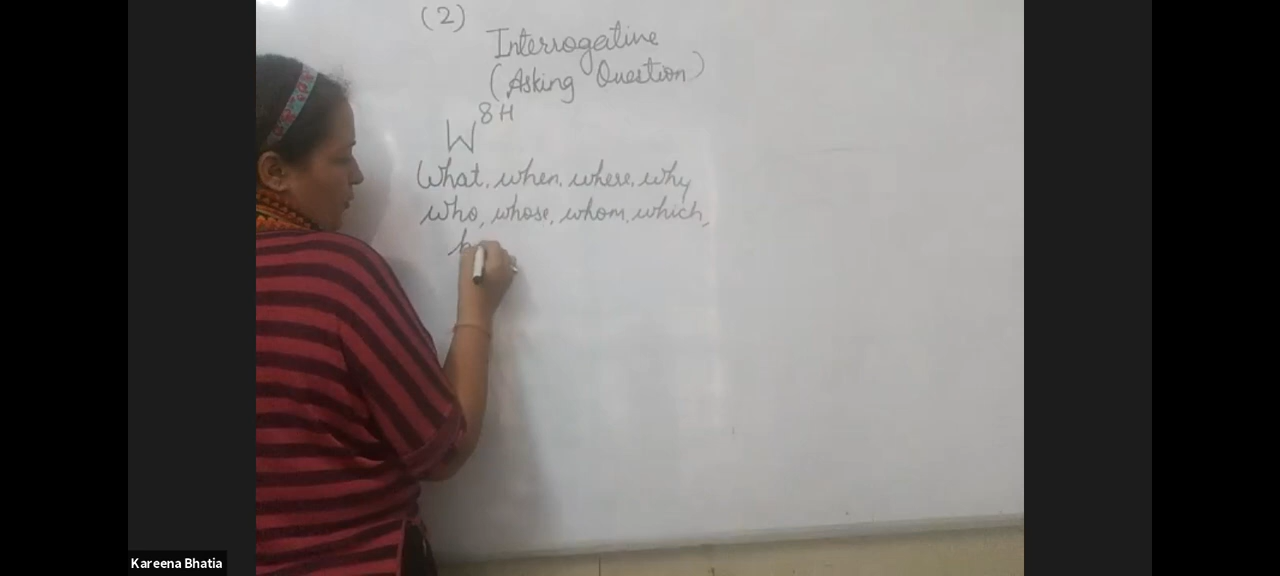 (2)
Interrogative
(Asking Question)
W 8 H
What, when, where, why
who, whose, whom, which,
Kareena Bhatia